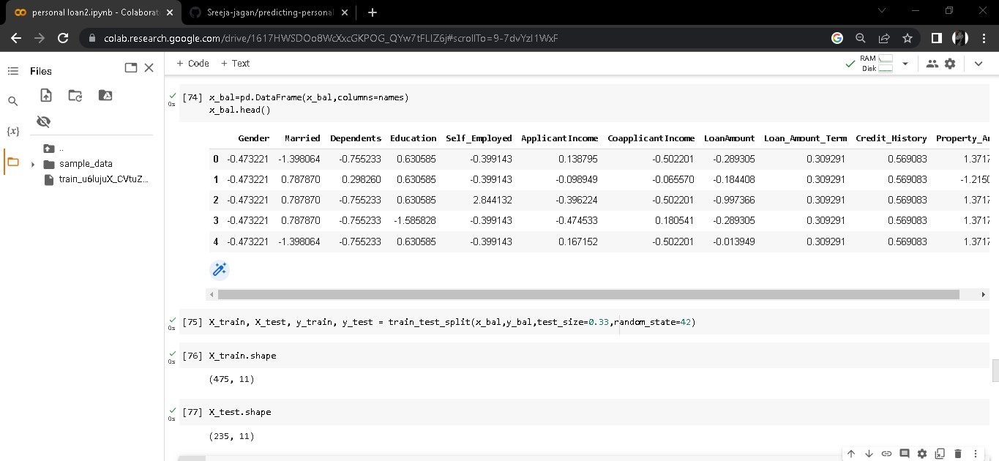 personal loan2.ipynb - Colaborat
Sreeja-jagan/predicting-personal
colab.research.google.com/drive/1617HWSDOo8WcXxcGKPOG_QYw7tFLIZ6j#scrollTo=9-7dvYzl1WxF
Files
+ Code + Text
RAM
Disk
{x}
..
sample_data
train_u6lujuX_CVtuZ...
0s
[74] x_bal=pd.DataFrame(x_bal,columns=names)
x_bal.head()
Gender Married Dependents Education Self_Employed ApplicantIncome CoapplicantIncome LoanAmount Loan_Amount_Term Credit_History Property_Ar
0 -0.473221 -1.398064 -0.755233 0.630585 -0.399143 0.138795 -0.502201 -0.289305 0.309291 0.569083 1.3717
1 -0.473221 0.787870 0.298260 0.630585 -0.399143 -0.098949 -0.065570 -0.184408 0.309291 0.569083 -1.2150
2 -0.473221 0.787870 -0.755233 0.630585 2.844132 -0.396224 -0.502201 -0.997366 0.309291 0.569083 1.3717
3 -0.473221 0.787870 -0.755233 -1.585828 -0.399143 -0.474533 0.180541 -0.289305 0.309291 0.569083 1.3717
4 -0.473221 -1.398064 -0.755233 0.630585 -0.399143 0.167152 -0.502201 -0.013949 0.309291 0.569083 1.3717
0s
[75] X_train, X_test, y_train, y_test = train_test_split(x_bal,y_bal,test_size=0.33,random_state=42)
0s
[76] X_train.shape
(475, 11)
0s
[77] X_test.shape
(235, 11)